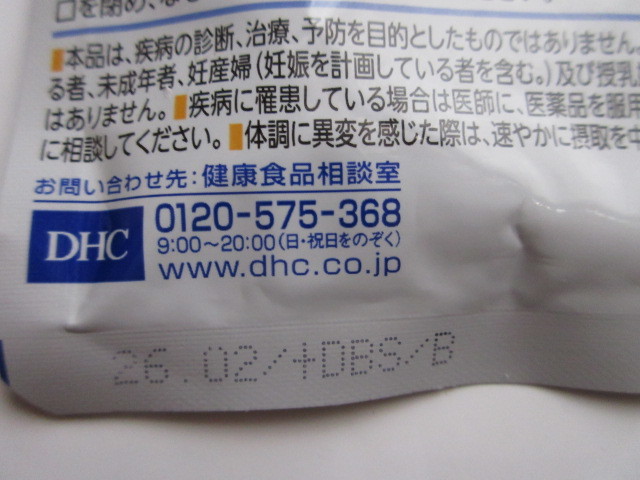 ■本品は、疾病の診断、治療、予防を目的としたものではありません。
る者、未成年者、妊産婦(妊娠を計画している者を含む。)及び授乳
はありません。■疾病に罹患している場合は医師に、医薬品を服用
に相談してください。■体調に異変を感じた際は、速やかに摂取を中
お問い合わせ先:健康食品相談室
DHC
0120-575-368
9:00～20:00(日・祝日をのぞく)
www.dhc.co.jp
26.02/+DBS/B